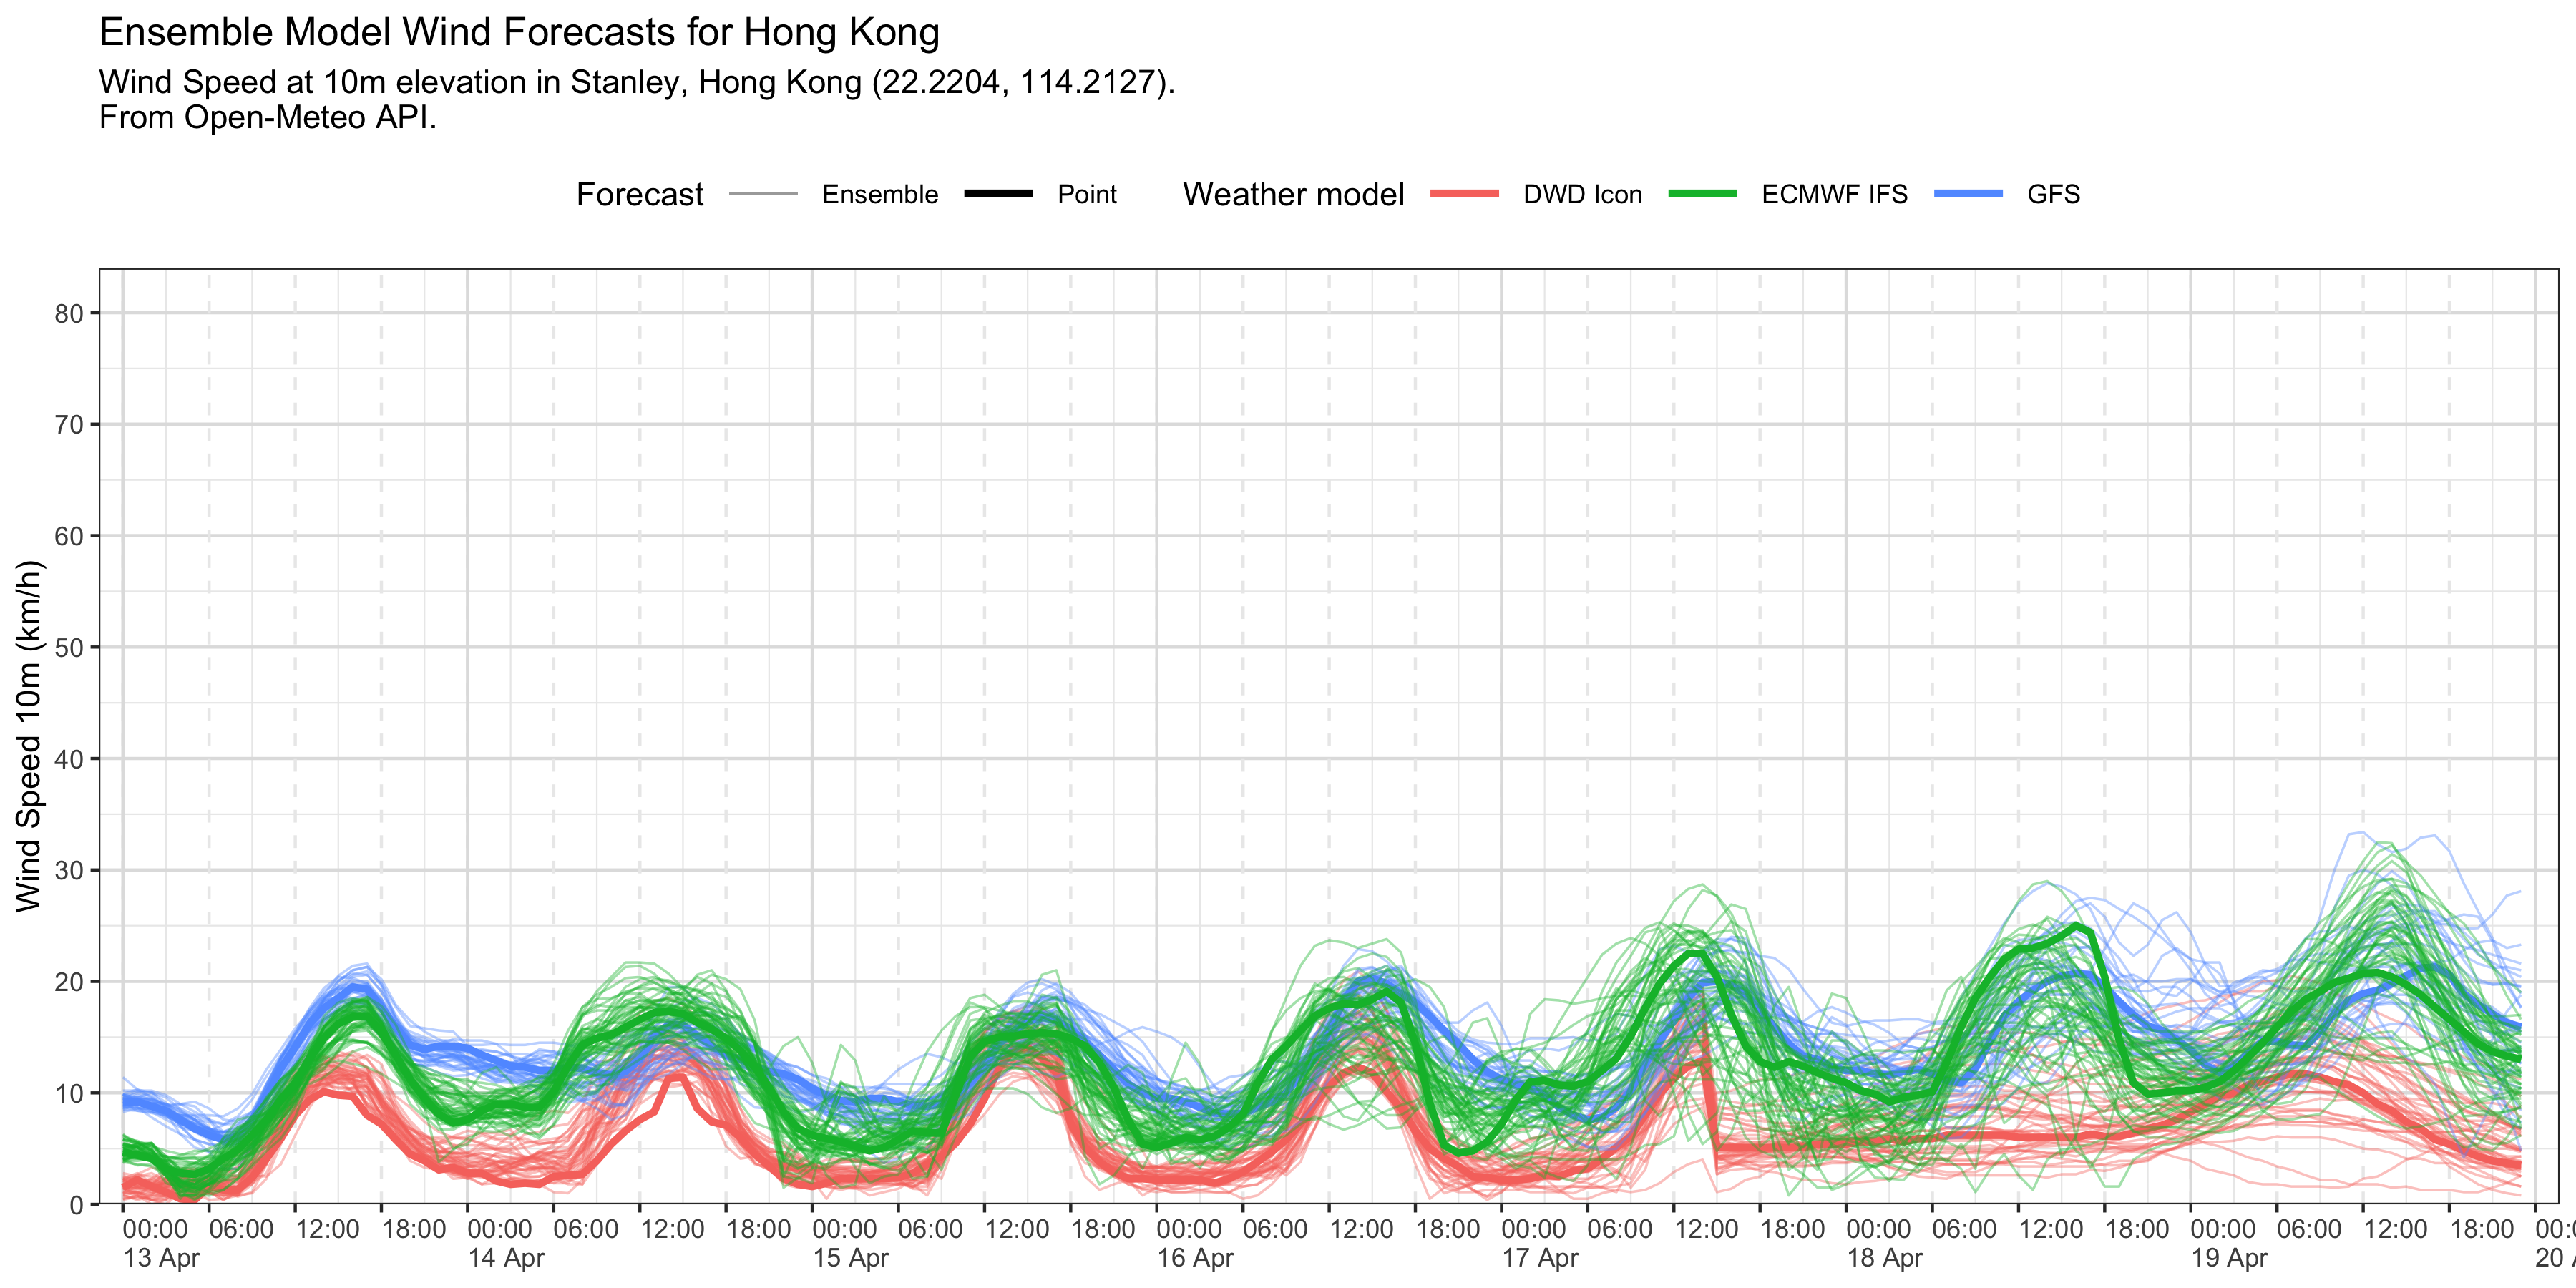 Ensemble Model Wind Forecasts for Hong Kong
Wind Speed at 10m elevation in Stanley, Hong Kong (22.2204, 114.2127).
From Open-Meteo API.
Forecast Ensemble Point Weather model DWD Icon ECMWF IFS GFS
Wind Speed 10m (km/h)
80
70
60
50
40
30
20
10
0
00:00 06:00 12:00 18:00 00:00 06:00 12:00 18:00 00:00 06:00 12:00 18:00 00:00 06:00 12:00 18:00 00:00 06:00 12:00 18:00 00:00 06:00 12:00 18:00 00:00 06:00 12:00 18:00
13 Apr 14 Apr 15 Apr 16 Apr 17 Apr 18 Apr 19 Apr 20